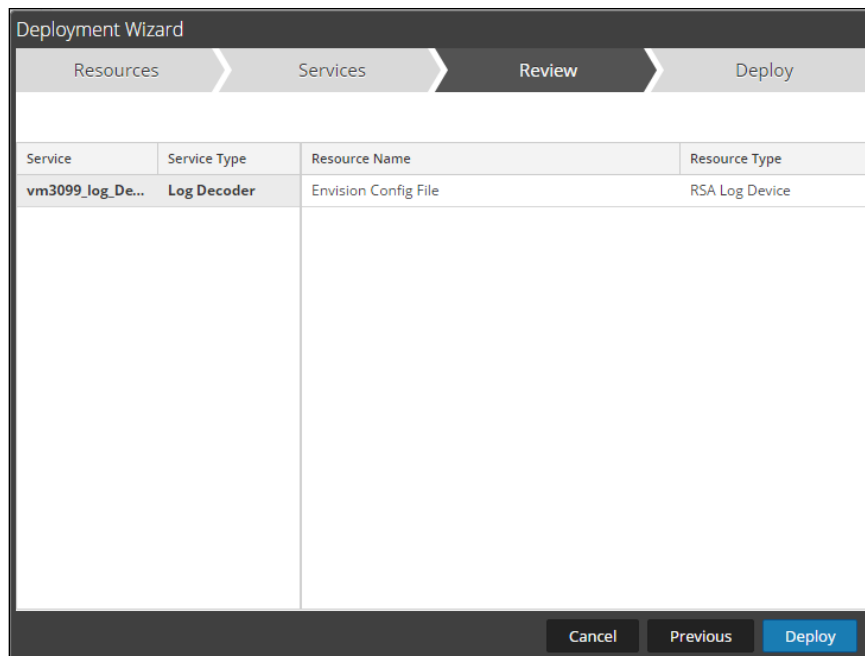 Deployment Wizard
Resources Services Review Deploy
Service Service Type Resource Name Resource Type
vm3099_log_De... Log Decoder Envision Config File RSA Log Device
Cancel Previous Deploy